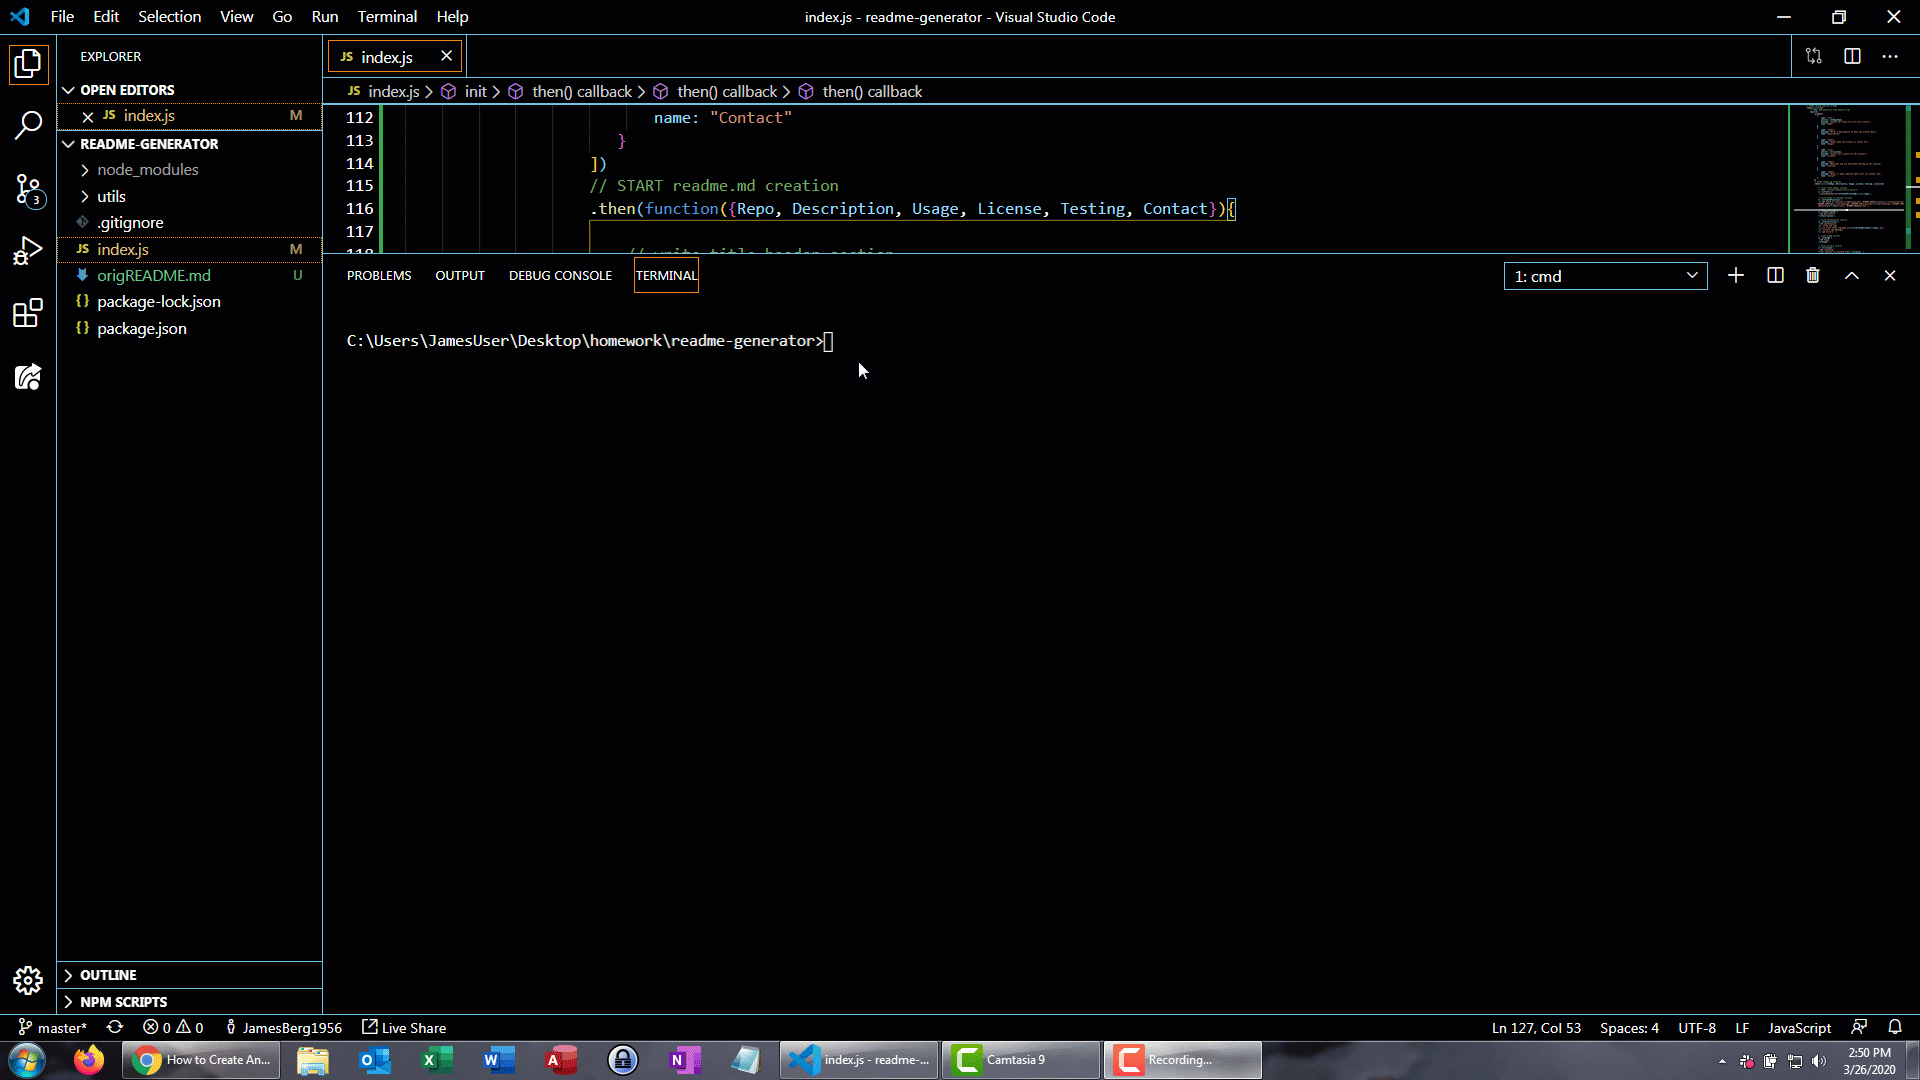 File Edit Selection View Go Run Terminal Help
index.js - readme-generator - Visual Studio Code
EXPLORER
OPEN EDITORS
JS index.js M
README-GENERATOR
node_modules
utils
.gitignore
JS index.js M
origREADME.md U
{} package-lock.json
{} package.json
OUTLINE
NPM SCRIPTS
3
JS index.js
JS index.js > init > then() callback > then() callback > then() callback
112 name: "Contact"
113 }
114 ])
115 // START readme.md creation
116 .then(function({Repo, Description, Usage, License, Testing, Contact}){
117
118 // write title header section
PROBLEMS OUTPUT DEBUG CONSOLE TERMINAL
1: cmd
C:\Users\JamesUser\Desktop\homework\readme-generator>
master* 0 0 JamesBerg1956 Live Share
Ln 127, Col 53 Spaces: 4 UTF-8 LF JavaScript
How to Create An...
index.js - readme-...
Camtasia 9
Recording...
2:50 PM
3/26/2020